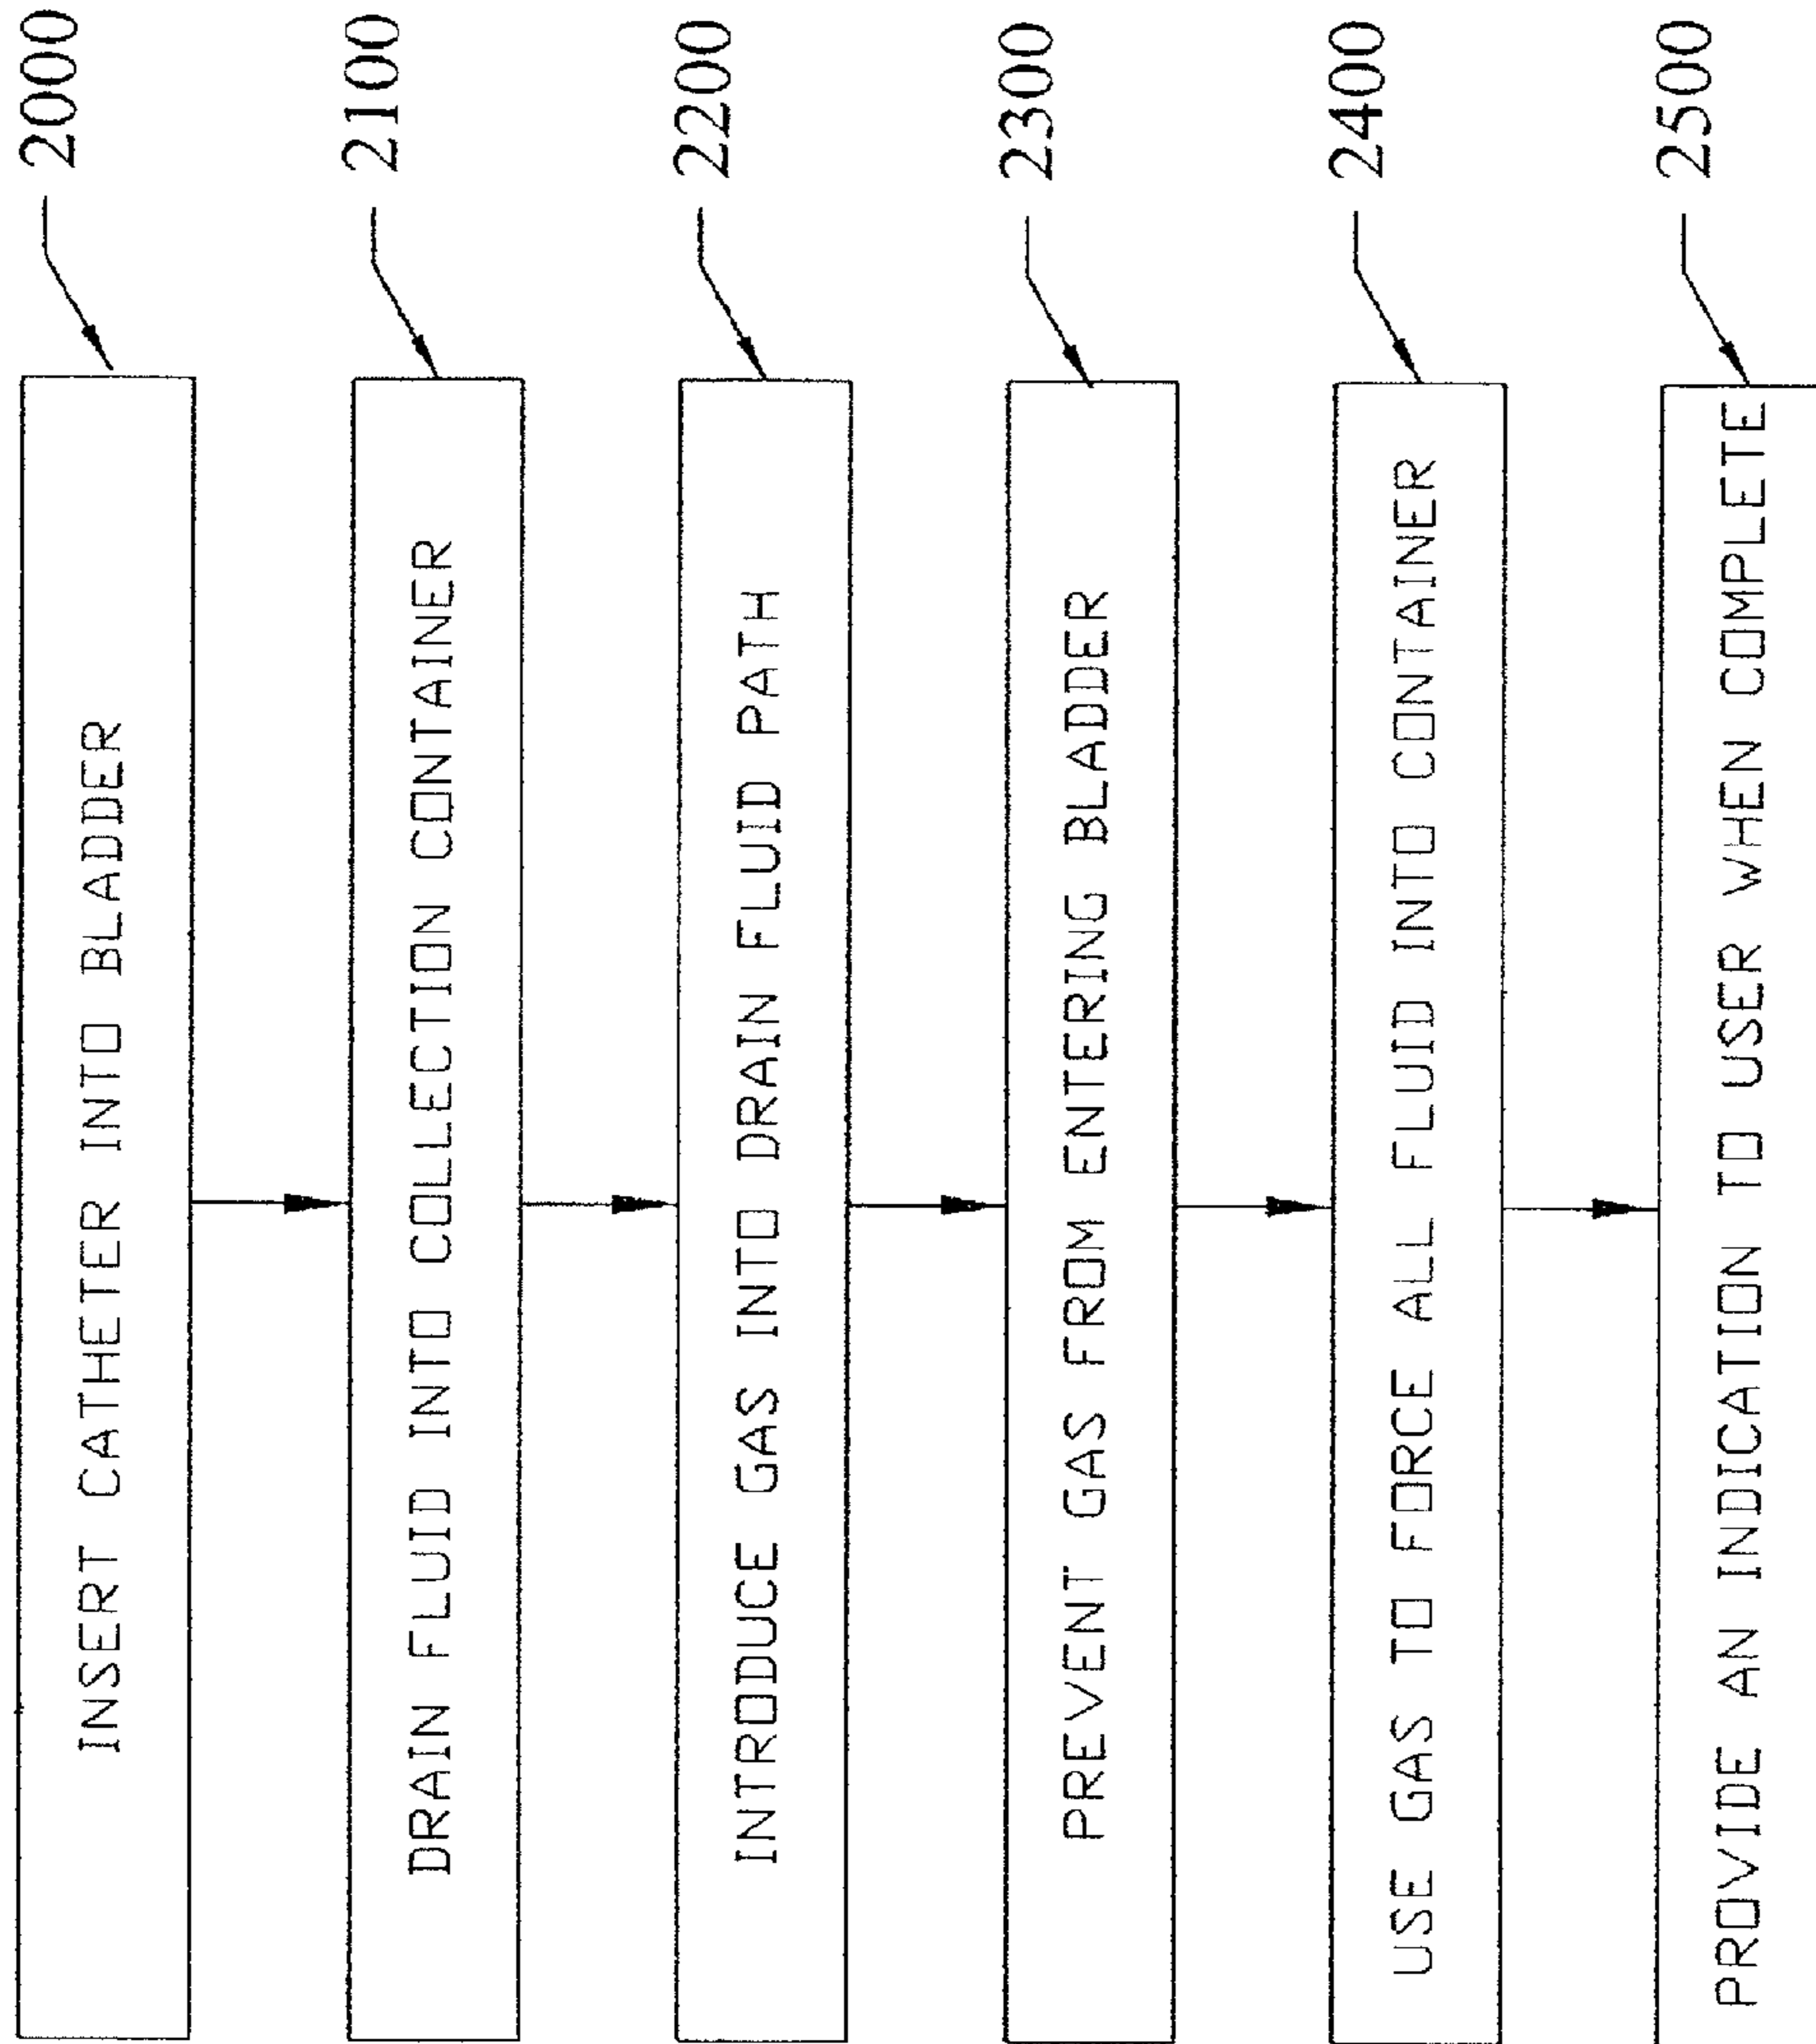 INSERT CATHETER INTO BLADDER
2000
DRAIN FLUID INTO COLLECTION CONTAINER
2100
INTRODUCE GAS INTO DRAIN FLUID PATH
2200
PREVENT GAS FROM ENTERING BLADDER
2300
USE GAS TO FORCE ALL FLUID INTO CONTAINER
2400
PROVIDE AN INDICATION TO USER WHEN COMPLETE
2500